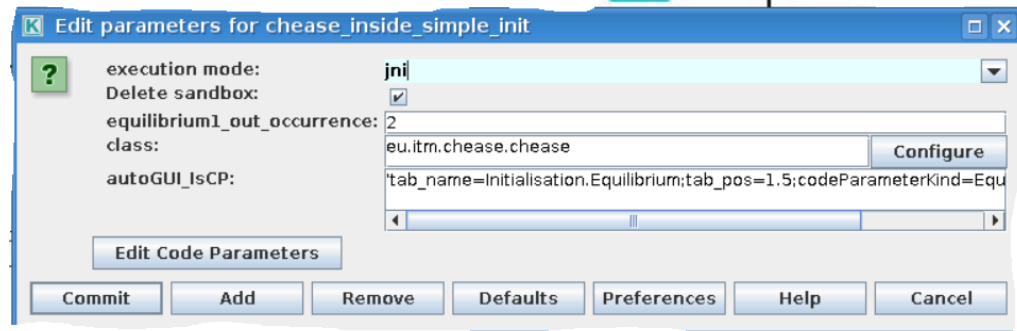 K Edit parameters for chease_inside_simple_init
?
execution mode: jni
Delete sandbox:
equilibrium1_out_occurrence: 2
class: eu.itm.chease.chease Configure
autoGUI_IsCP: "tab_name=Initialisation.Equilibrium;tab_pos=1.5;codeParameterKind=Equ
Edit Code Parameters
Commit Add Remove Defaults Preferences Help Cancel